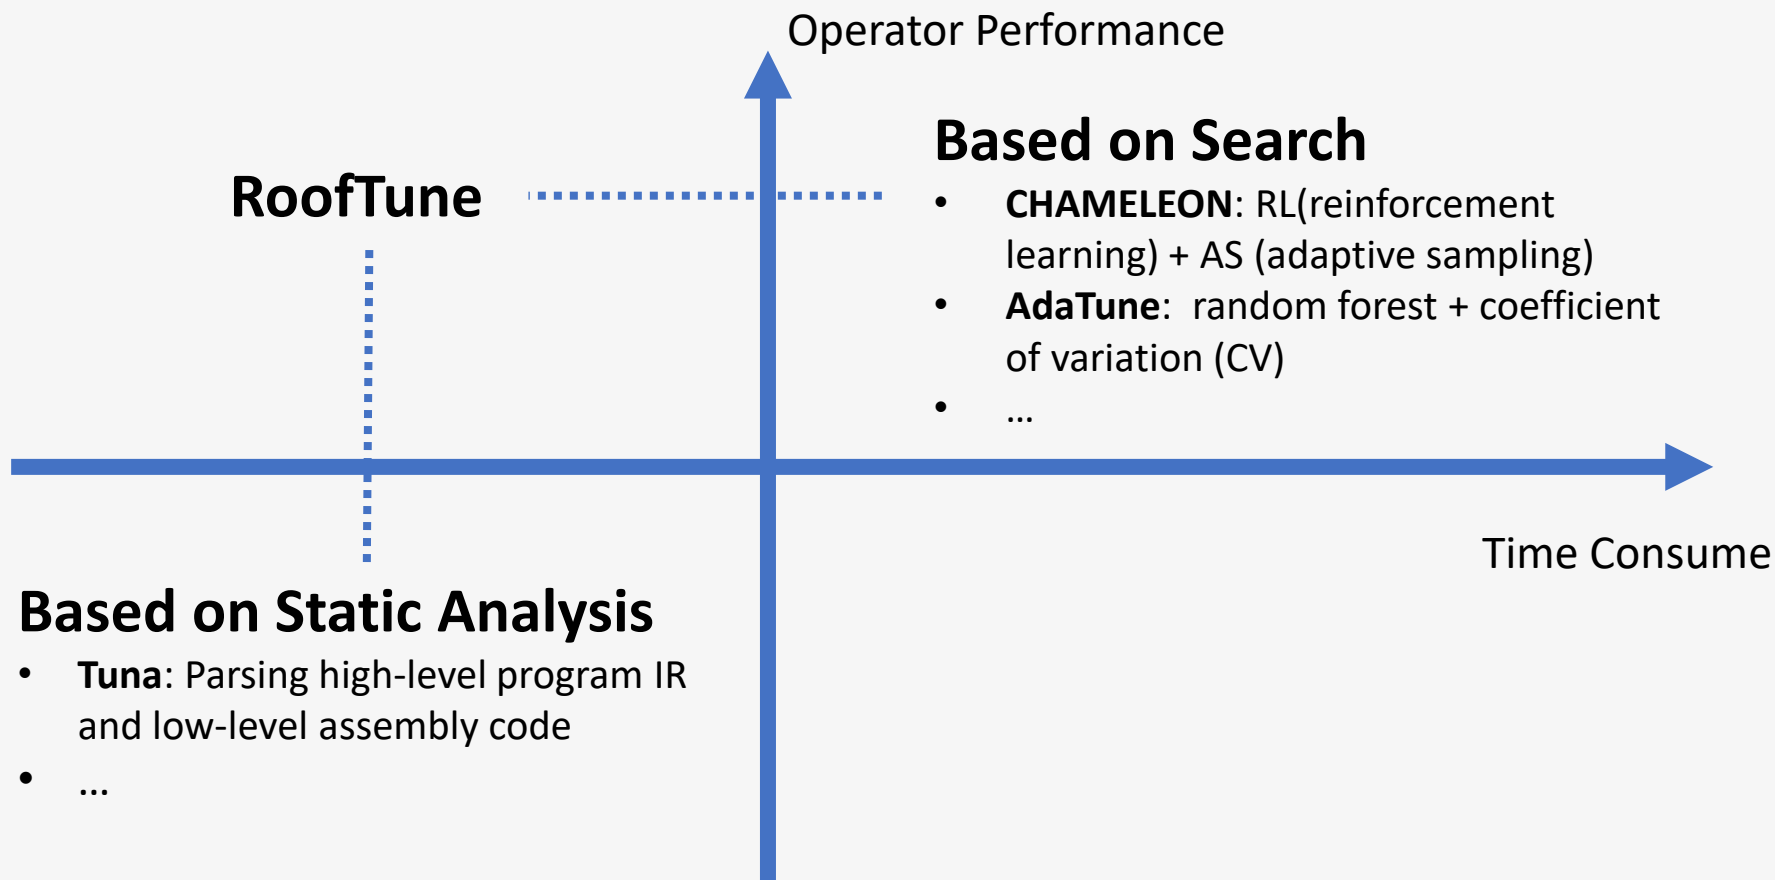 Operator Performance
Based on Search
• CHAMELEON: RL(reinforcement
learning) + AS (adaptive sampling)
• AdaTune: random forest + coefficient
of variation (CV)
• ...
RoofTune
Time Consume
Based on Static Analysis
• Tuna: Parsing high-level program IR
and low-level assembly code
• ...